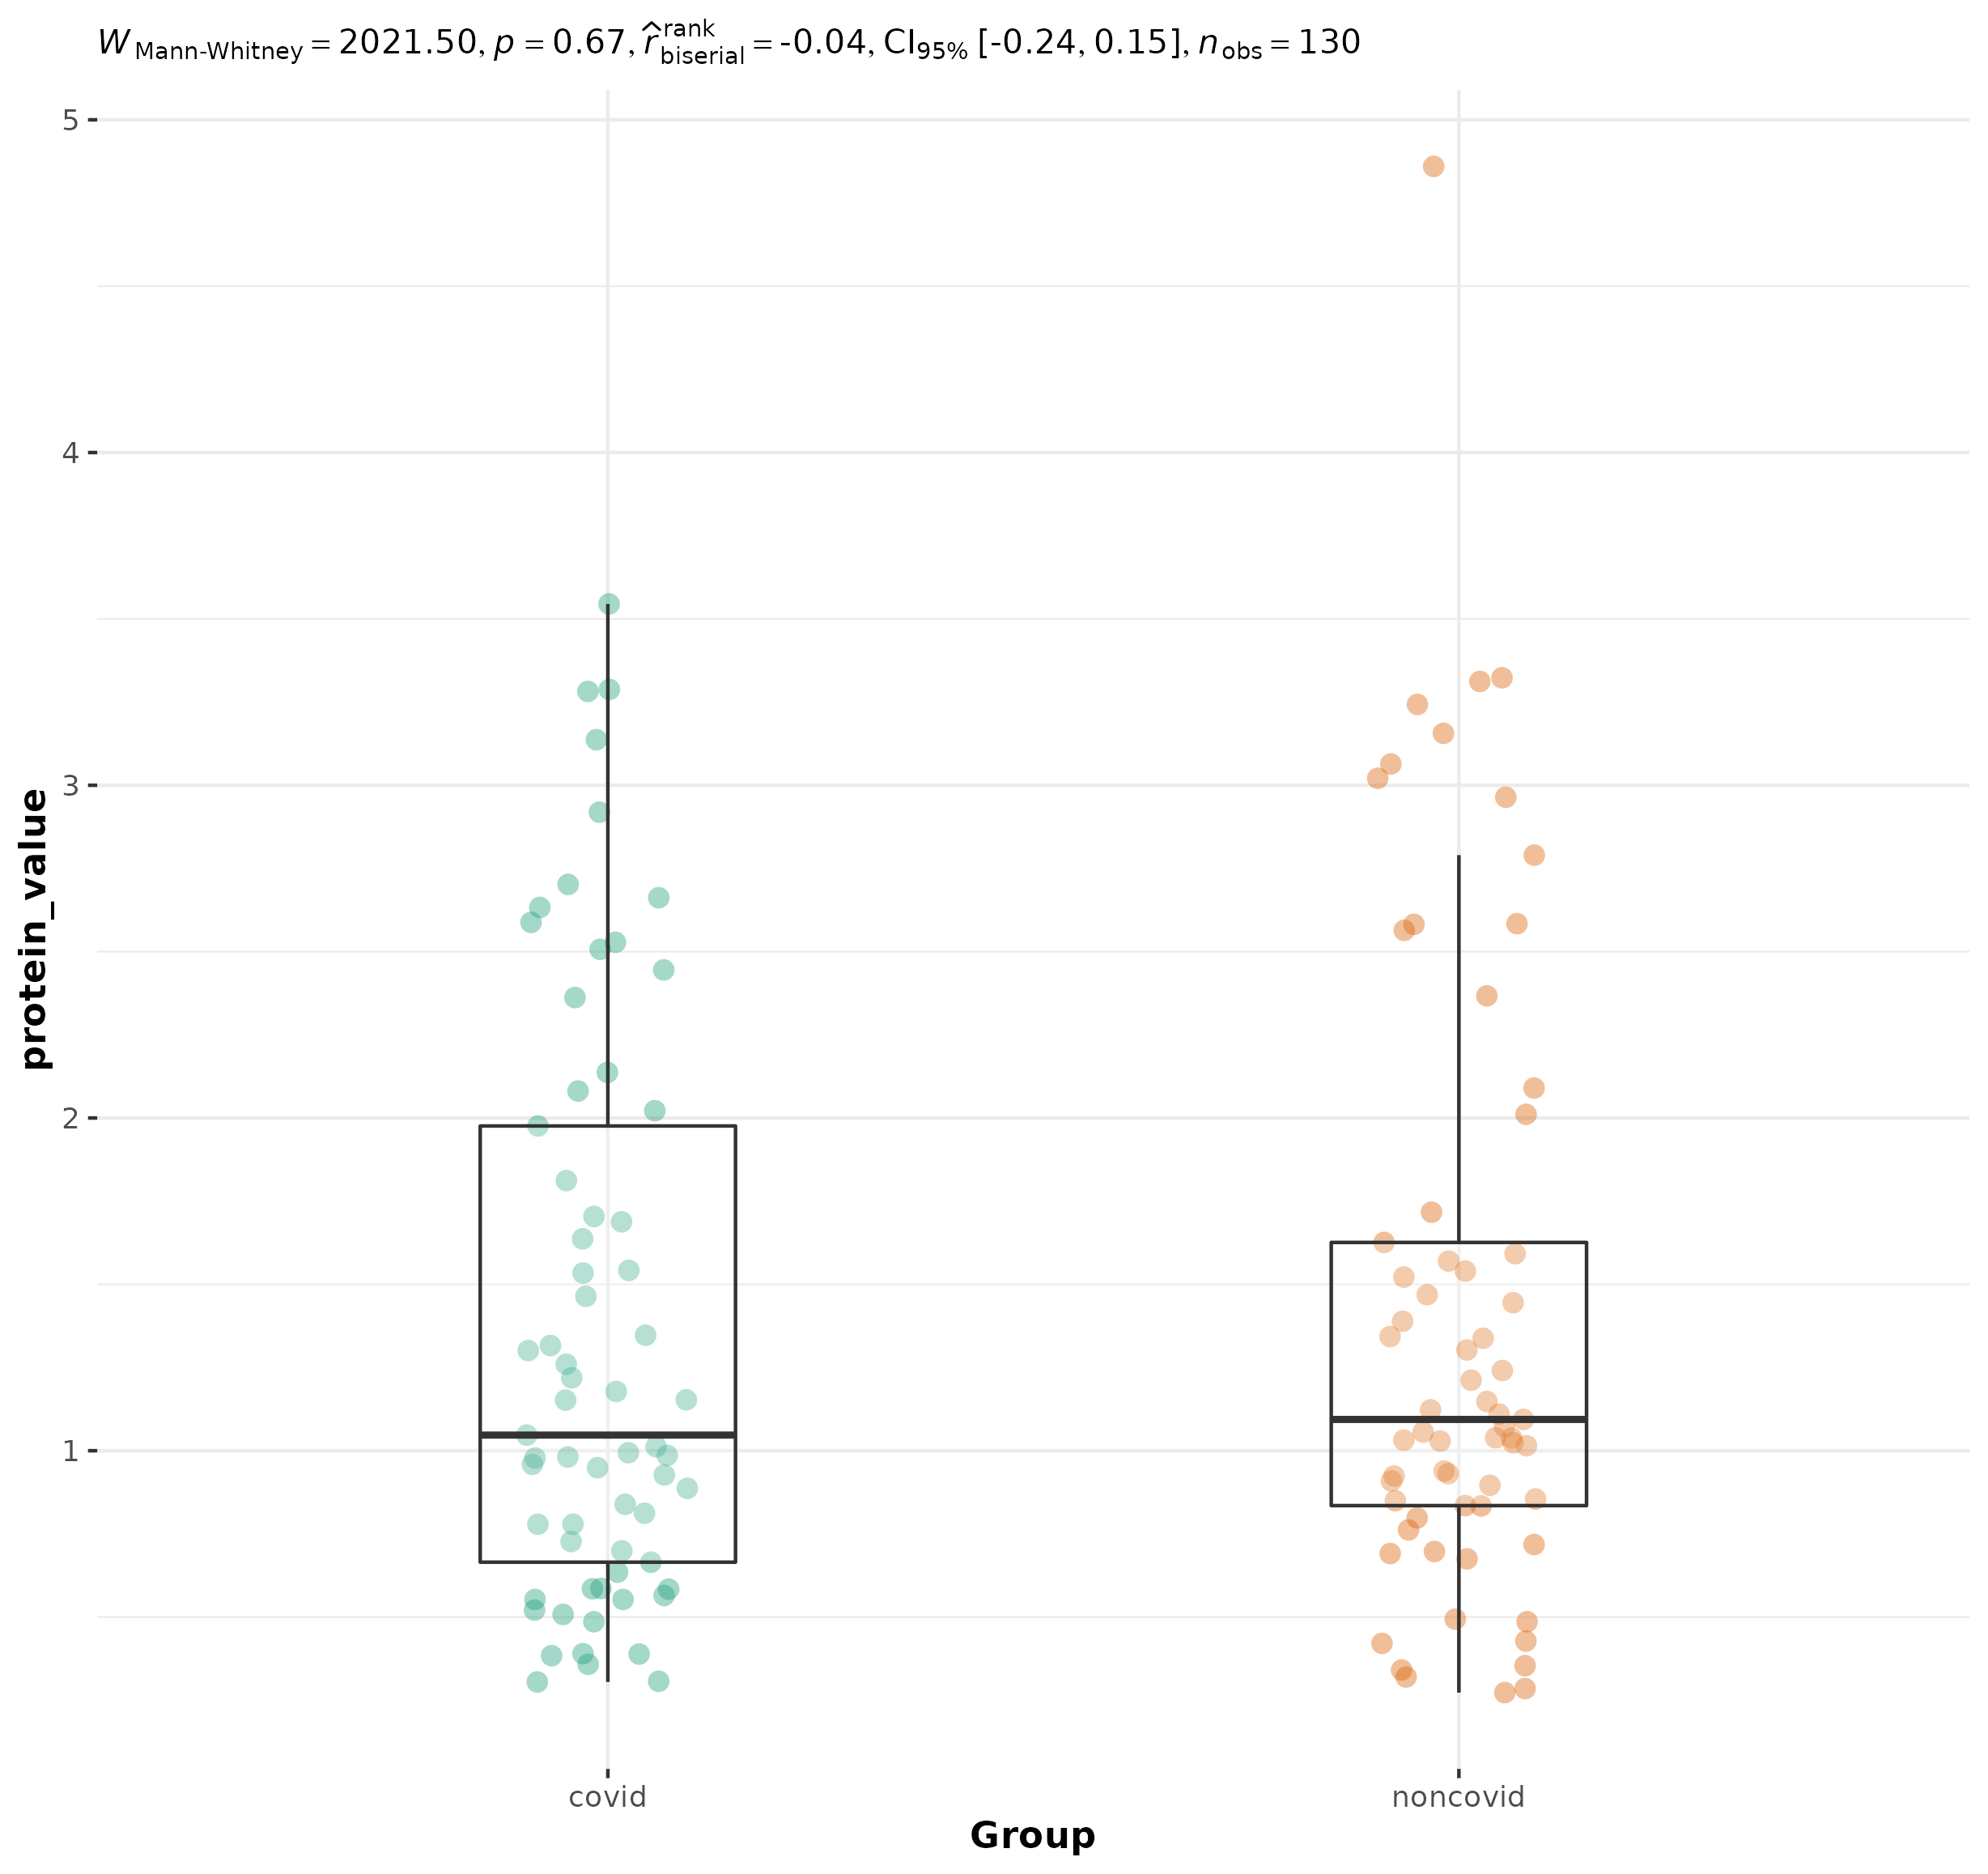 W Mann-Whitney = 2021.50, p = 0.67, r̂ rank biserial = -0.04, CI95% [-0.24, 0.15], nobs = 130
5
4
3
2
1
protein_value
covid
noncovid
Group